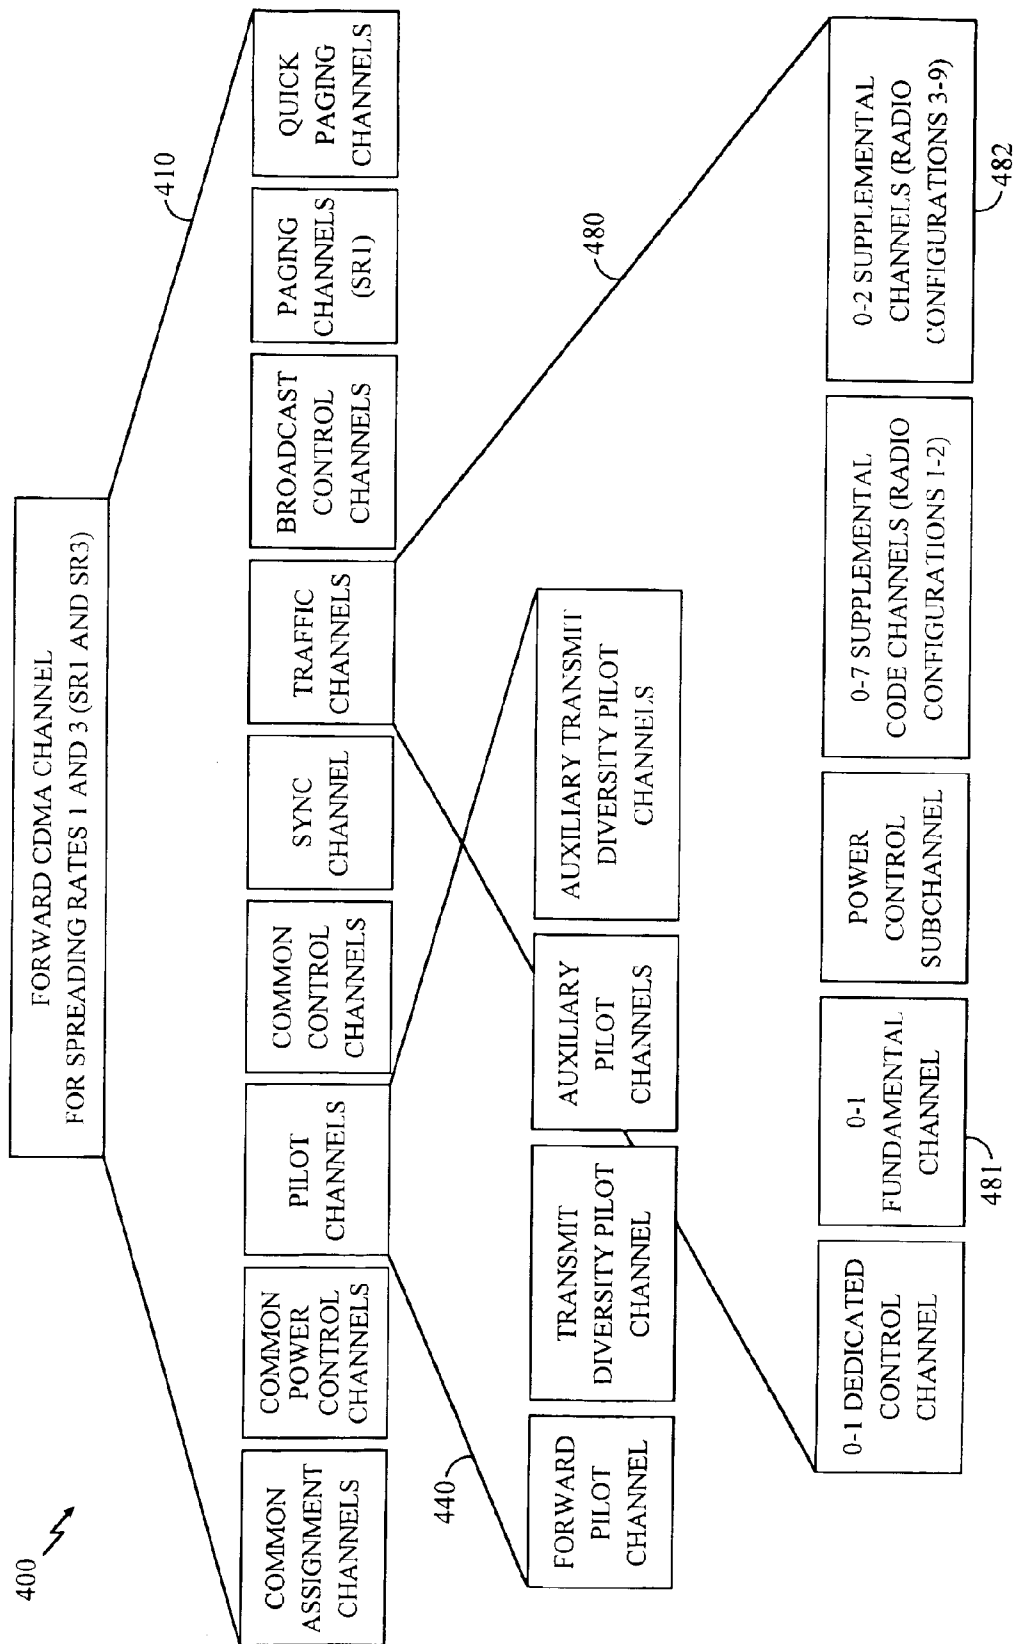 400
FORWARD CDMA CHANNEL
FOR SPREADING RATES 1 AND 3 (SR1 AND SR3)
410
COMMON
ASSIGNMENT
CHANNELS
COMMON
POWER
CONTROL
CHANNELS
PILOT
CHANNELS
COMMON
CONTROL
CHANNELS
SYNC
CHANNEL
TRAFFIC
CHANNELS
BROADCAST
CONTROL
CHANNELS
PAGING
CHANNELS
(SR1)
QUICK
PAGING
CHANNELS
440
480
FORWARD
PILOT
CHANNEL
TRANSMIT
DIVERSITY PILOT
CHANNEL
AUXILIARY
PILOT
CHANNELS
AUXILIARY TRANSMIT
DIVERSITY PILOT
CHANNELS
0-1 DEDICATED
CONTROL
CHANNEL
0-1
FUNDAMENTAL
CHANNEL
POWER
CONTROL
SUBCHANNEL
0-7 SUPPLEMENTAL
CODE CHANNELS (RADIO
CONFIGURATIONS 1-2)
0-2 SUPPLEMENTAL
CHANNELS (RADIO
CONFIGURATIONS 3-9)
481
482